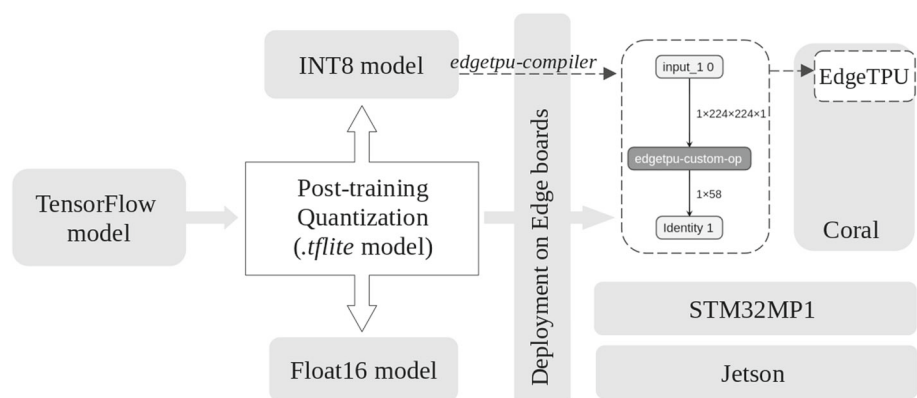 TensorFlow
model
INT8 model
Post-training
Quantization
(.tflite model)
Float16 model
edgetpu-compiler
Deployment on Edge boards
input_1 0
1×224×224×1
edgetpu-custom-op
1×58
Identity 1
EdgeTPU
Coral
STM32MP1
Jetson